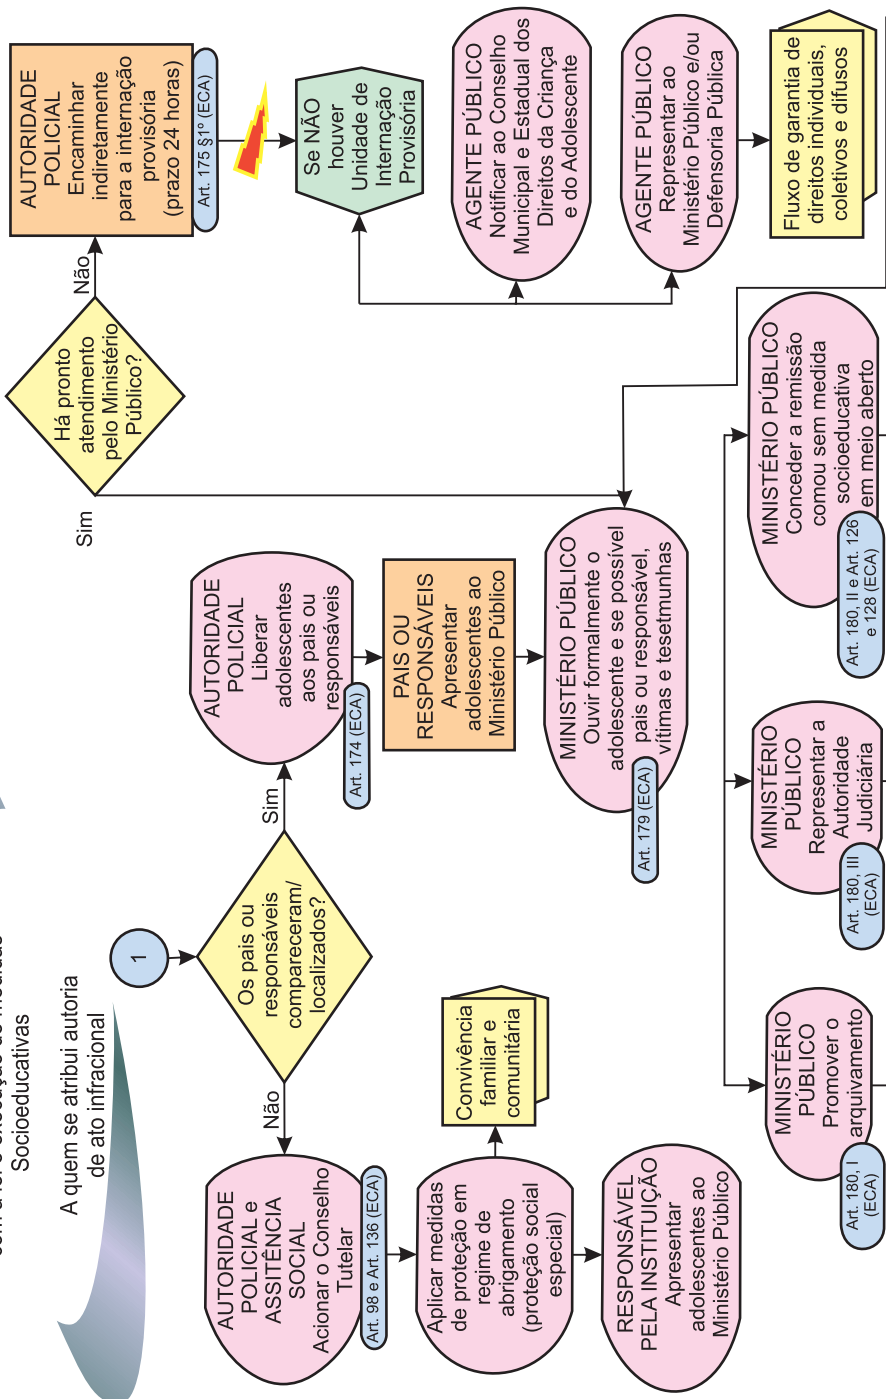 Socioeducativas
A quem se atribui autoria
de ato infracional
1
Os pais ou
responsáveis
compareceram/
localizados?
Não
Sim
AUTORIDADE
POLICIAL e
ASSITÊNCIA
SOCIAL
Acionar o Conselho
Tutelar
Art. 98 e Art. 136 (ECA)
Aplicar medidas
de proteção em
regime de
abrigamento
(proteção social
especial)
Convivência
familiar e
comunitária
RESPONSÁVEL
PELA INSTITUIÇÃO
Apresentar
adolescentes ao
Ministério Público
AUTORIDADE
POLICIAL
Liberar
adolescentes
aos pais ou
responsáveis
Art. 174 (ECA)
PAIS OU
RESPONSÁVEIS
Apresentar
adolescentes ao
Ministério Público
MINISTÉRIO PÚBLICO
Ouvir formalmente o
adolescente e se possível
pais ou responsável,
vítimas e tesetmunhas
Art. 179 (ECA)
Há pronto
atendimento
pelo Ministério
Público?
Sim
Não
AUTORIDADE
POLICIAL
Encaminhar
indiretamente
para a internação
provisória
(prazo 24 horas)
Art. 175 §1º (ECA)
Se NÃO
houver
Unidade de
Internação
Provisória
AGENTE PÚBLICO
Notificar ao Conselho
Municipal e Estadual dos
Direitos da Criança
e do Adolescente
AGENTE PÚBLICO
Representar ao
Ministério Público e/ou
Defensoria Pública
Fluxo de garantia de
direitos individuais,
coletivos e difusos
MINISTÉRIO
PÚBLICO
Promover o
arquivamento
Art. 180, I
(ECA)
MINISTÉRIO
PÚBLICO
Representar a
Autoridade
Judiciária
Art. 180, III
(ECA)
MINISTÉRIO PÚBLICO
Conceder a remissão
comou sem medida
socioeducativa
em meio aberto
Art. 180, II e Art. 126
e 128 (ECA)